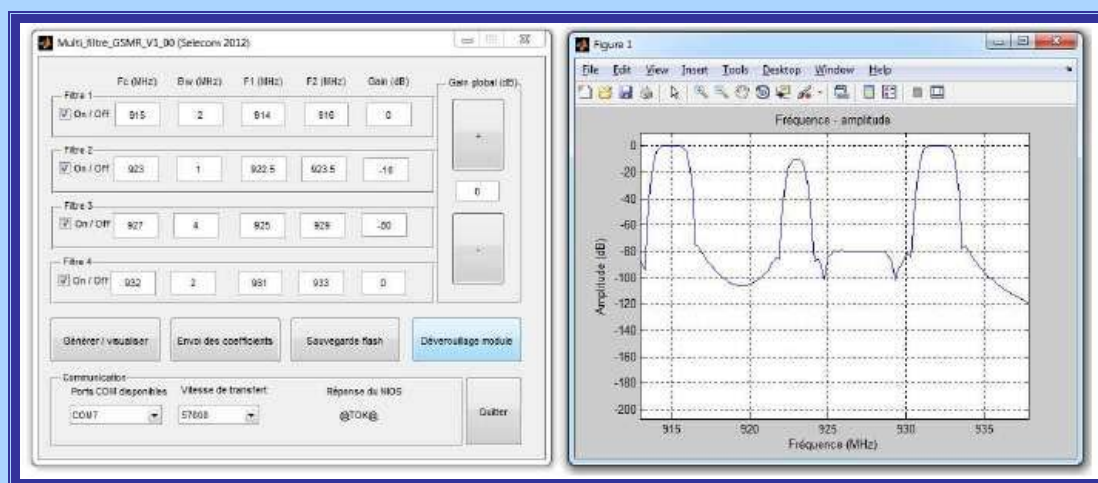 Multi_filtre_GSMR_V1_00 (Selecom 2012)
Fc (MHz) Bw (MHz) F1 (MHz) F2 (MHz) Gain (dB) Gain global (dB)
Filtre 1
On / Off 915 2 914 916 0
+
Filtre 2
On / Off 923 1 922.5 923.5 -10
0
Filtre 3
On / Off 927 4 925 929 -80
-
Filtre 4
On / Off 932 2 931 933 0
Générer / visualiser Envoi des coefficients Sauvegarde flash Déverouillage module
Communication
Ports COM disponibles Vitesse de transfert Réponse du NIOS
COM7 57600 @TOK@ Quitter
Figure 1
File Edit View Insert Tools Desktop Window Help
Fréquence - amplitude
Amplitude (dB)
0
-20
-40
-60
-80
-100
-120
-140
-160
-180
-200
915 920 925 930 935
Fréquence (MHz)